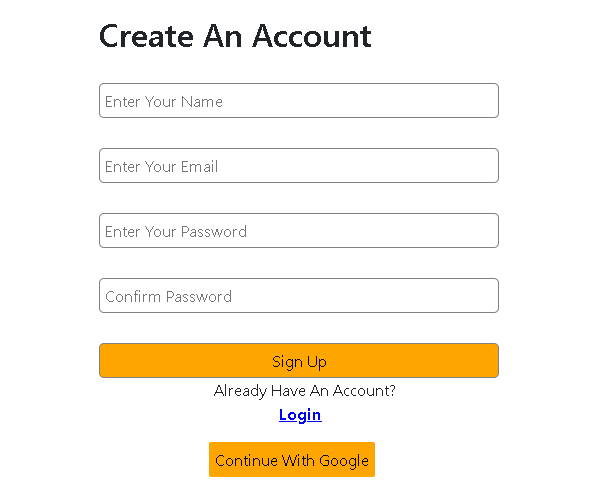 Create An Account
Enter Your Name
Enter Your Email
Enter Your Password
Confirm Password
Sign Up
Already Have An Account?
Login
Continue With Google